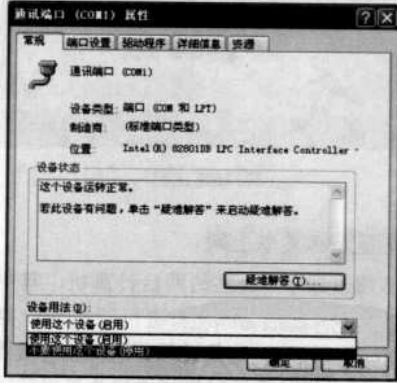 通讯端口 (COM1) 属性
常规 端口设置 驱动程序 详细信息 资源
通讯端口 (COM1)
设备类型: 端口 (COM 和 LPT)
制造商: (标准端口类型)
位置: Intel(R) 82801DB LPC Interface Controller -
设备状态
这个设备运转正常。
若此设备有问题，单击“疑难解答”来启动疑难解答。
疑难解答(T)...
设备用法(D):
使用这个设备(启用)
使用这个设备(启用)
不要使用这个设备(停用)
确定 取消